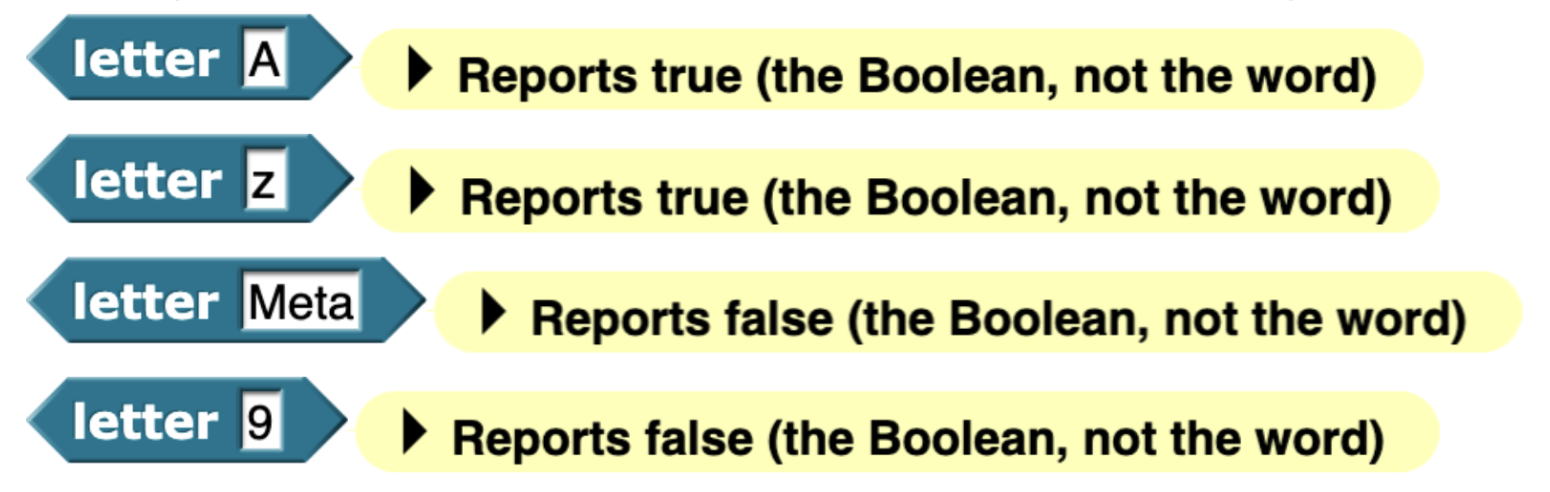 letter A Reports true (the Boolean, not the word)
letter z Reports true (the Boolean, not the word)
letter Meta Reports false (the Boolean, not the word)
letter 9 Reports false (the Boolean, not the word)